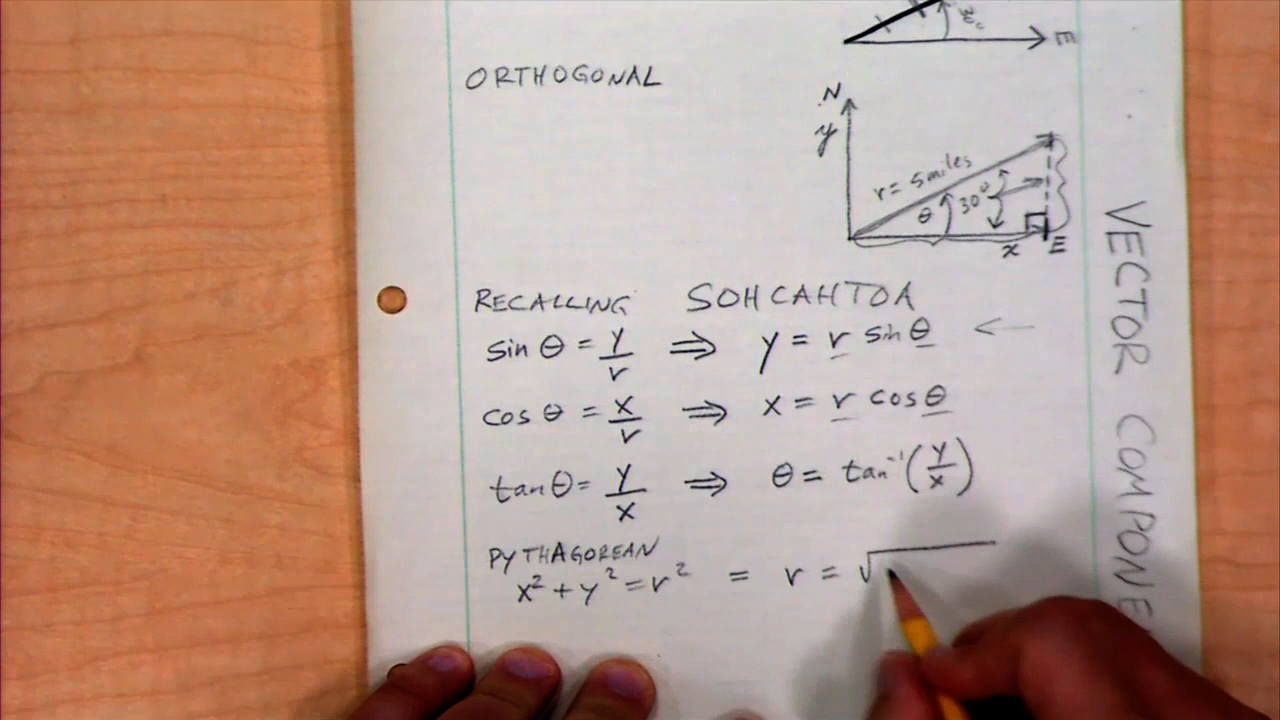 30°
E
ORTHOGONAL
N
y
r = 5 miles
θ 30°
x E
RECALLING SOHCAHTOA
sin θ = y/r ⇒ y = r sin θ ←
cos θ = x/r ⇒ x = r cos θ
tan θ = y/x ⇒ θ = tan⁻¹(y/x)
PYTHAGOREAN
x² + y² = r² = r = √
VECTOR COMPONE